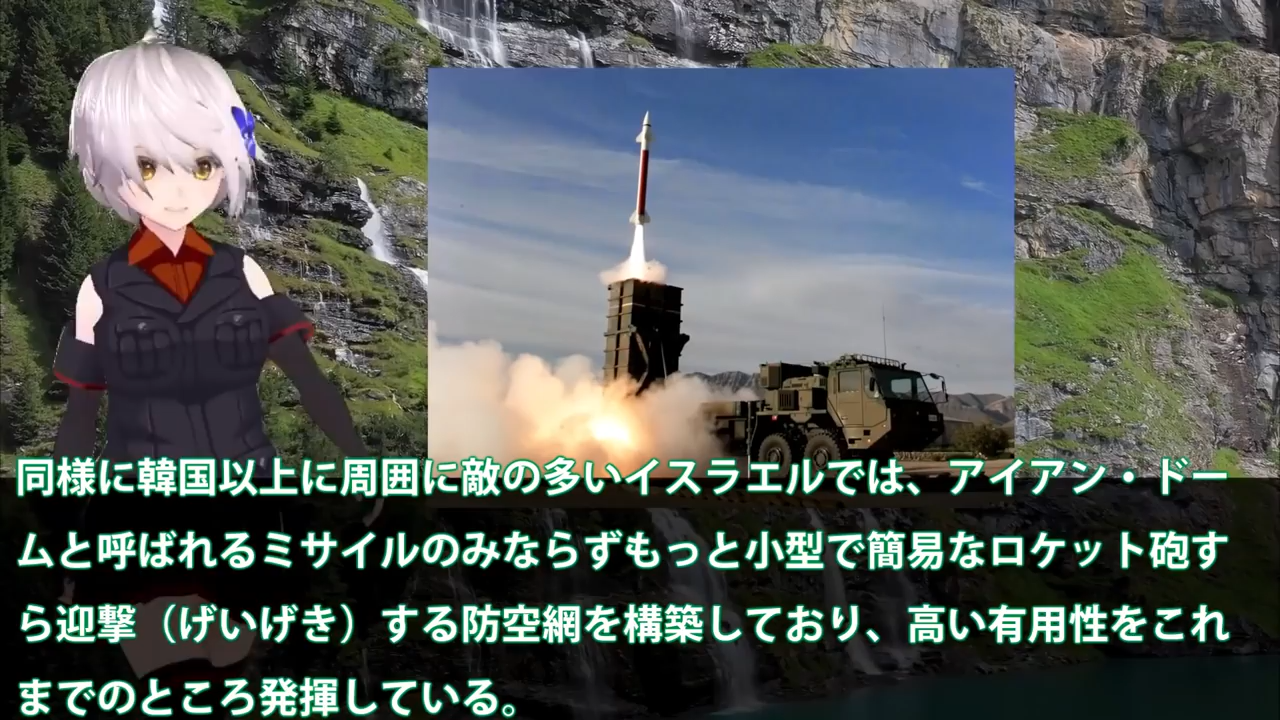 同様に韓国以上に周囲に敵の多いイスラエルでは、アイアン・ドー
ムと呼ばれるミサイルのみならずもっと小型で簡易なロケット砲す
ら迎撃（げいげき）する防空網を構築しており、高い有用性をこれ
までのところ発揮している。